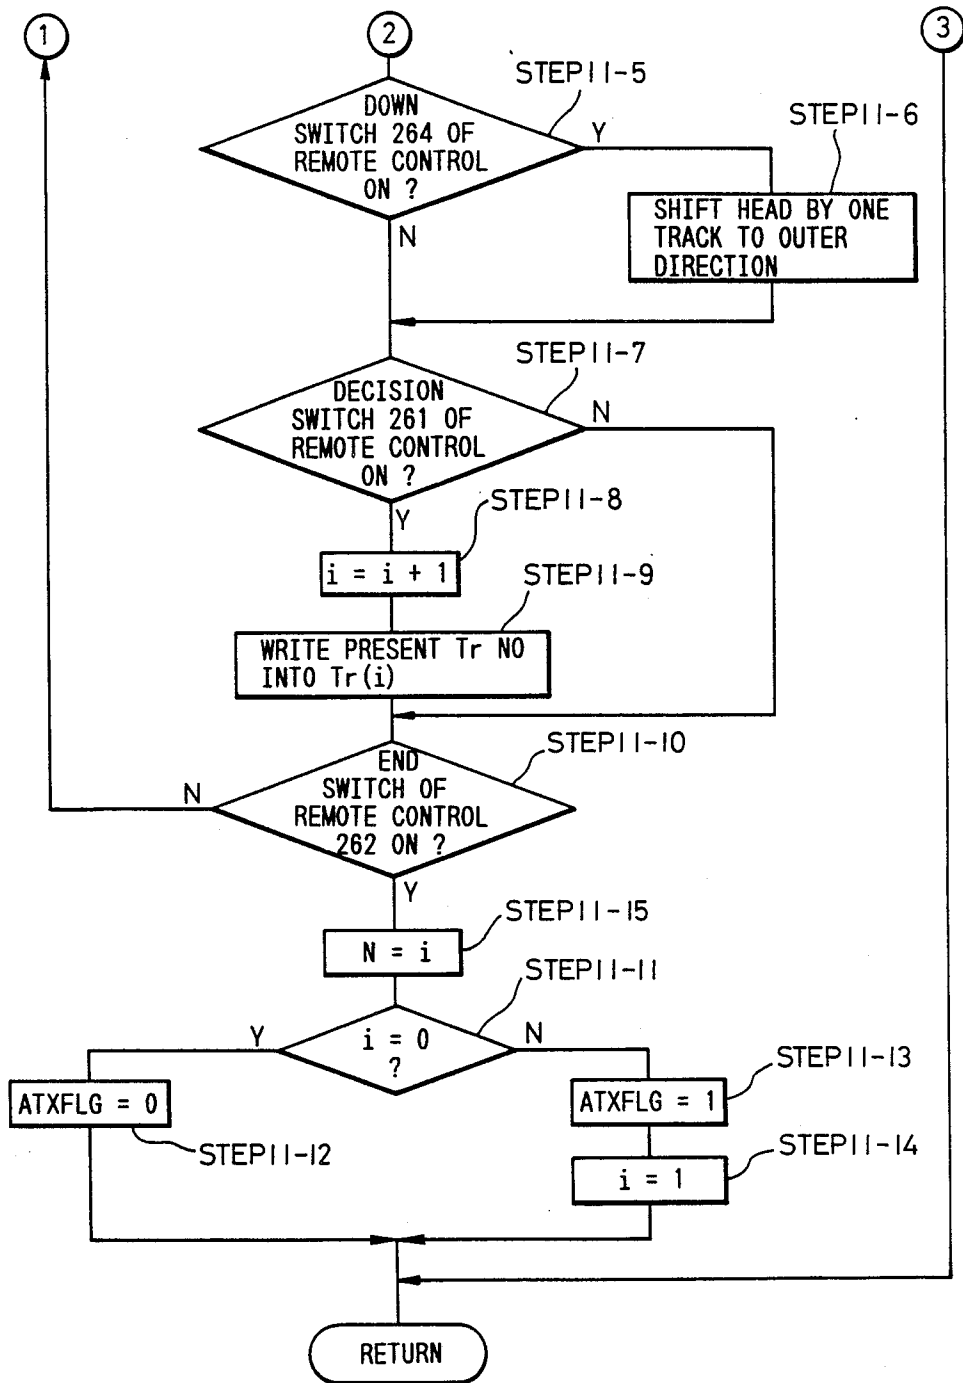 1
2
3
STEP11-5
DOWN
SWITCH 264 OF
REMOTE CONTROL
ON ?
Y
N
STEP11-6
SHIFT HEAD BY ONE
TRACK TO OUTER
DIRECTION
STEP11-7
DECISION
SWITCH 261 OF
REMOTE CONTROL
ON ?
N
Y
STEP11-8
i = i + 1
STEP11-9
WRITE PRESENT Tr NO
INTO Tr(i)
STEP11-10
END
SWITCH OF
REMOTE CONTROL
262 ON ?
N
Y
STEP11-15
N = i
STEP11-11
i = 0
?
Y
N
ATXFLG = 0
STEP11-12
STEP11-13
ATXFLG = 1
STEP11-14
i = 1
RETURN